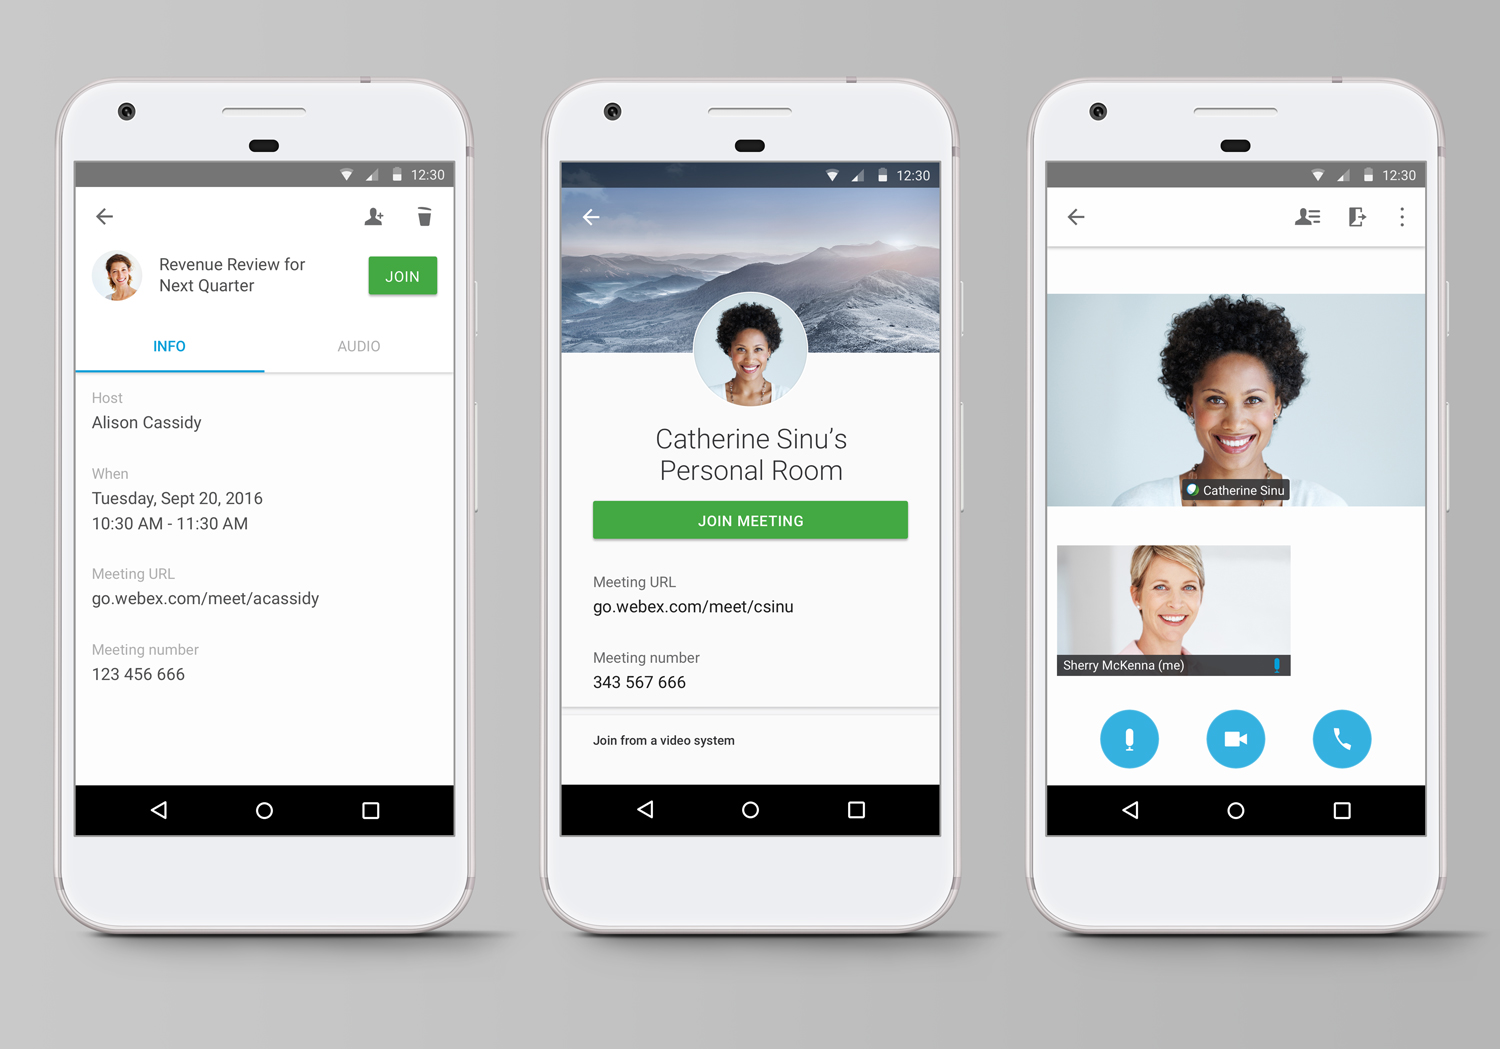 12:30
Revenue Review for
Next Quarter
JOIN
INFO
AUDIO
Host
Alison Cassidy
When
Tuesday, Sept 20, 2016
10:30 AM - 11:30 AM
Meeting URL
go.webex.com/meet/acassidy
Meeting number
123 456 666
12:30
Catherine Sinu’s
Personal Room
JOIN MEETING
Meeting URL
go.webex.com/meet/csinu
Meeting number
343 567 666
Join from a video system
12:30
Catherine Sinu
Sherry McKenna (me)